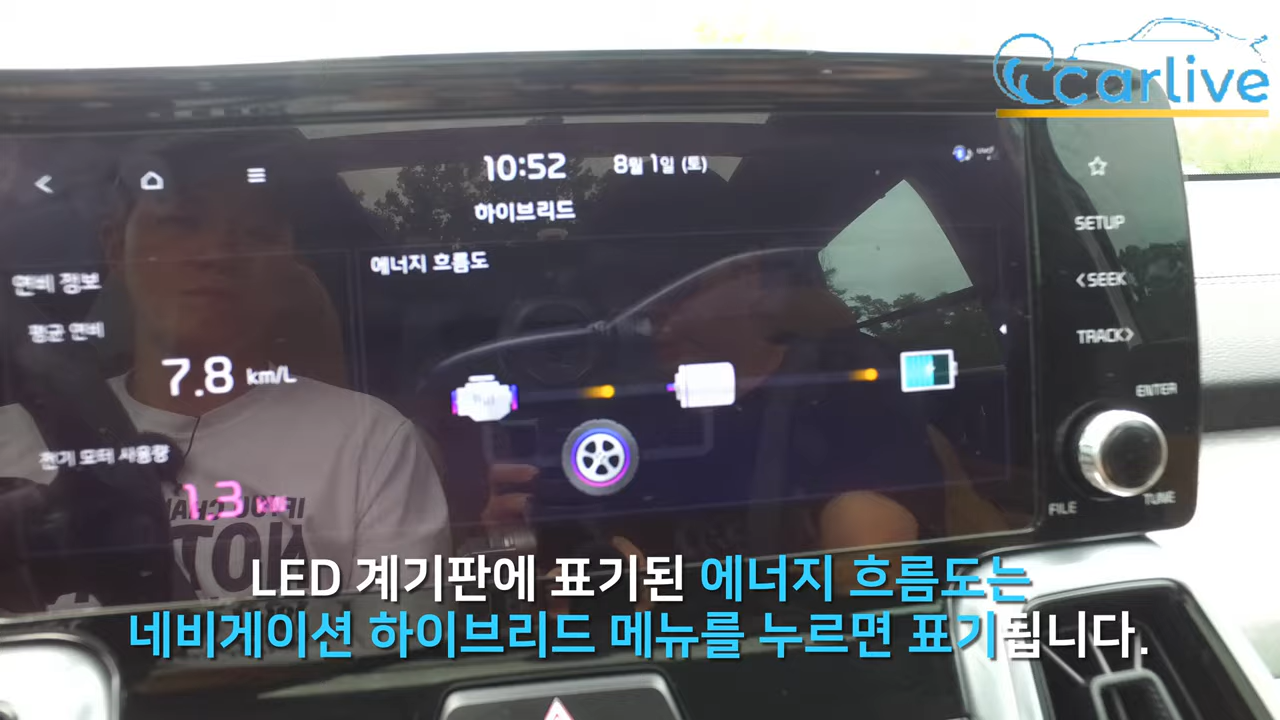 carlive
10:52 8월 1일 (토)
하이브리드
SETUP
에너지 흐름도
<SEEK
연비 정보
TRACK>
평균 연비
7.8 km/L
ENTER
전기 모터 사용량
1.3
FILE
TUNE
LED 계기판에 표기된 에너지 흐름도는
네비게이션 하이브리드 메뉴를 누르면 표기됩니다.